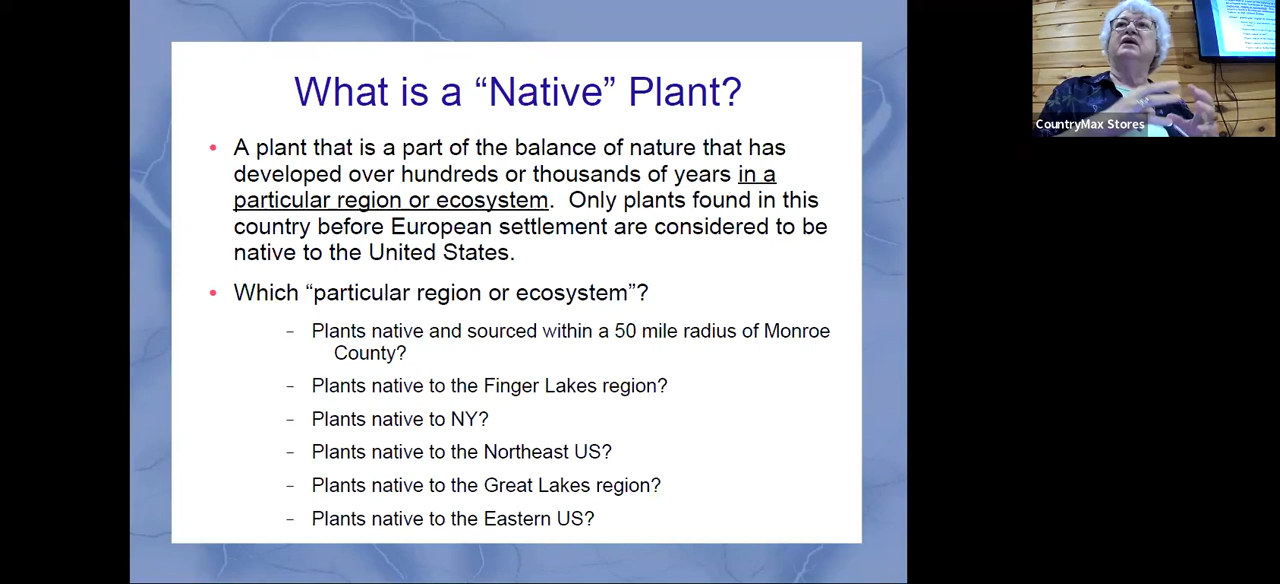 What is a “Native” Plant?
• A plant that is a part of the balance of nature that has
developed over hundreds or thousands of years in a
particular region or ecosystem. Only plants found in this
country before European settlement are considered to be
native to the United States.
• Which “particular region or ecosystem”?
– Plants native and sourced within a 50 mile radius of Monroe
County?
– Plants native to the Finger Lakes region?
– Plants native to NY?
– Plants native to the Northeast US?
– Plants native to the Great Lakes region?
– Plants native to the Eastern US?
CountryMax Stores